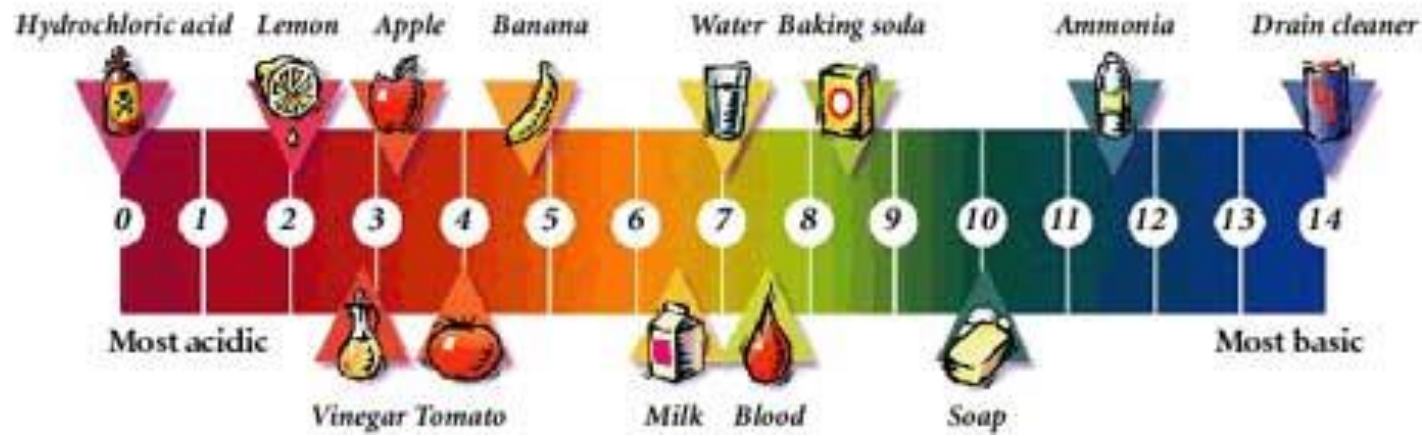 Hydrochloric acid Lemon Apple Banana Water Baking soda Ammonia Drain cleaner
0 1 2 3 4 5 6 7 8 9 10 11 12 13 14
Most acidic Most basic
Vinegar Tomato Milk Blood Soap